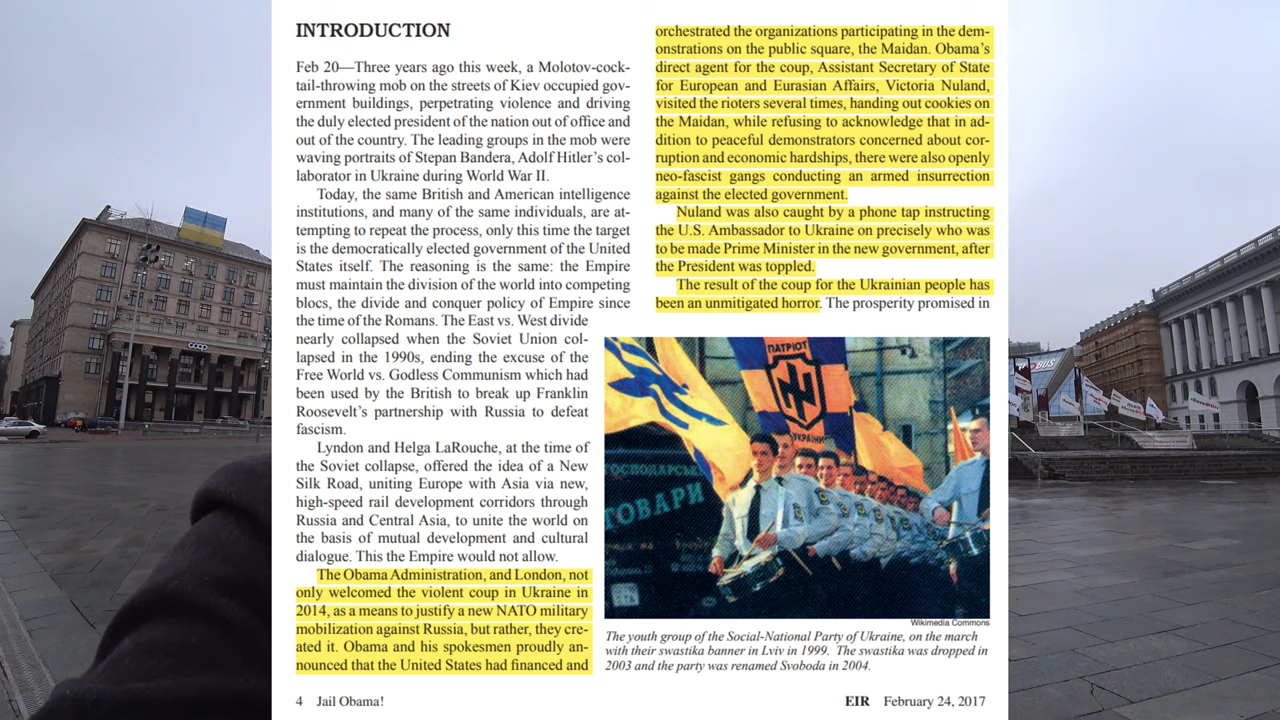 INTRODUCTION
Feb 20—Three years ago this week, a Molotov-cock-
tail-throwing mob on the streets of Kiev occupied gov-
ernment buildings, perpetrating violence and driving
the duly elected president of the nation out of office and
out of the country. The leading groups in the mob were
waving portraits of Stepan Bandera, Adolf Hitler’s col-
laborator in Ukraine during World War II.
Today, the same British and American intelligence
institutions, and many of the same individuals, are at-
tempting to repeat the process, only this time the target
is the democratically elected government of the United
States itself. The reasoning is the same: the Empire
must maintain the division of the world into competing
blocs, the divide and conquer policy of Empire since
the time of the Romans. The East vs. West divide
nearly collapsed when the Soviet Union col-
lapsed in the 1990s, ending the excuse of the
Free World vs. Godless Communism which had
been used by the British to break up Franklin
Roosevelt’s partnership with Russia to defeat
fascism.
Lyndon and Helga LaRouche, at the time of
the Soviet collapse, offered the idea of a New
Silk Road, uniting Europe with Asia via new,
high-speed rail development corridors through
Russia and Central Asia, to unite the world on
the basis of mutual development and cultural
dialogue. This the Empire would not allow.
The Obama Administration, and London, not
only welcomed the violent coup in Ukraine in
2014, as a means to justify a new NATO military
mobilization against Russia, but rather, they cre-
ated it. Obama and his spokesmen proudly an-
nounced that the United States had financed and
orchestrated the organizations participating in the dem-
onstrations on the public square, the Maidan. Obama’s
direct agent for the coup, Assistant Secretary of State
for European and Eurasian Affairs, Victoria Nuland,
visited the rioters several times, handing out cookies on
the Maidan, while refusing to acknowledge that in ad-
dition to peaceful demonstrators concerned about cor-
ruption and economic hardships, there were also openly
neo-fascist gangs conducting an armed insurrection
against the elected government.
Nuland was also caught by a phone tap instructing
the U.S. Ambassador to Ukraine on precisely who was
to be made Prime Minister in the new government, after
the President was toppled.
The result of the coup for the Ukrainian people has
been an unmitigated horror. The prosperity promised in
ПАТРІОТ
УКРАЇНИ
ГОСПОДАРСЬК
ТОВАРИ
Wikimedia Commons
The youth group of the Social-National Party of Ukraine, on the march
with their swastika banner in Lviv in 1999. The swastika was dropped in
2003 and the party was renamed Svoboda in 2004.
4 Jail Obama!
EIR February 24, 2017
coop
BUS